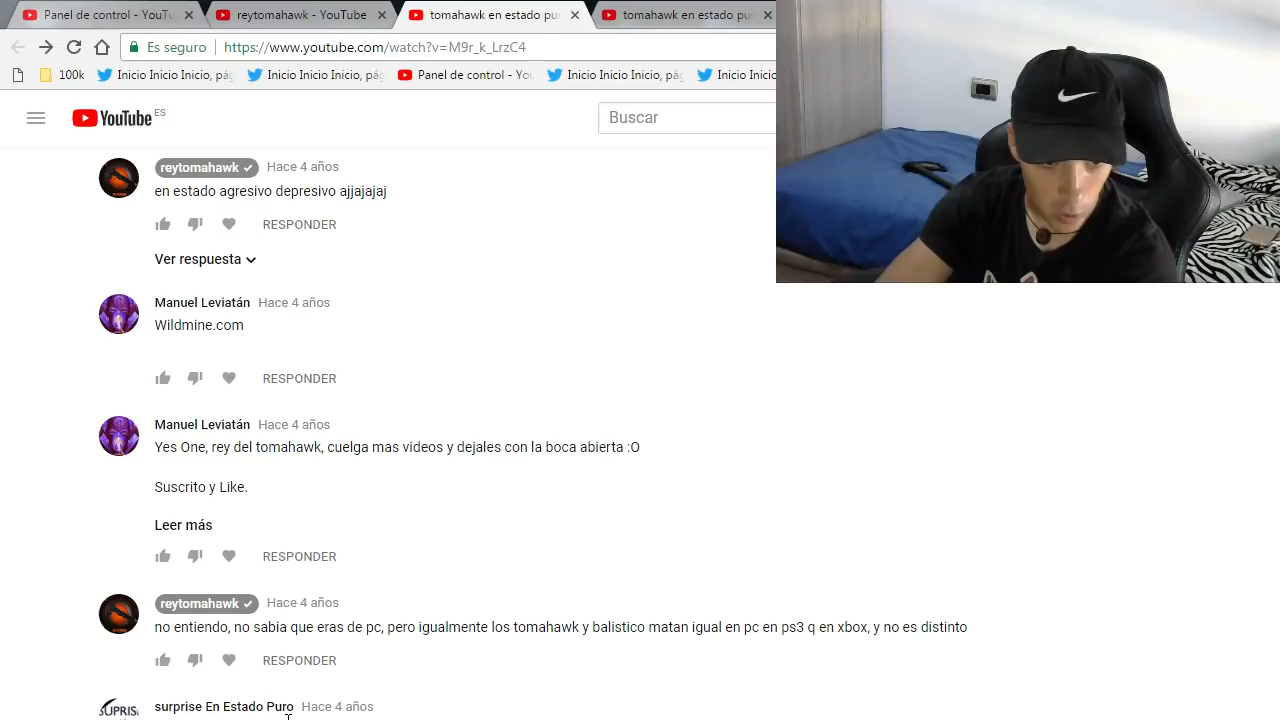 Panel de control - YouT
reytomahawk - YouTube
tomahawk en estado pu
tomahawk en estado pu
Es seguro
https://www.youtube.com/watch?v=M9r_k_LrzC4
100k
Inicio Inicio Inicio, pág
Inicio Inicio Inicio, pág
Panel de control - You
Inicio Inicio Inicio, pág
Inicio Inicio
YouTube ES
Buscar
reytomahawk Hace 4 años
en estado agresivo depresivo ajjajajaj
RESPONDER
Ver respuesta
Manuel Leviatán Hace 4 años
Wildmine.com
RESPONDER
Manuel Leviatán Hace 4 años
Yes One, rey del tomahawk, cuelga mas videos y dejales con la boca abierta :O
Suscrito y Like.
Leer más
RESPONDER
reytomahawk Hace 4 años
no entiendo, no sabia que eras de pc, pero igualmente los tomahawk y balistico matan igual en pc en ps3 q en xbox, y no es distinto
RESPONDER
surprise En Estado Puro Hace 4 años
SUPRISE